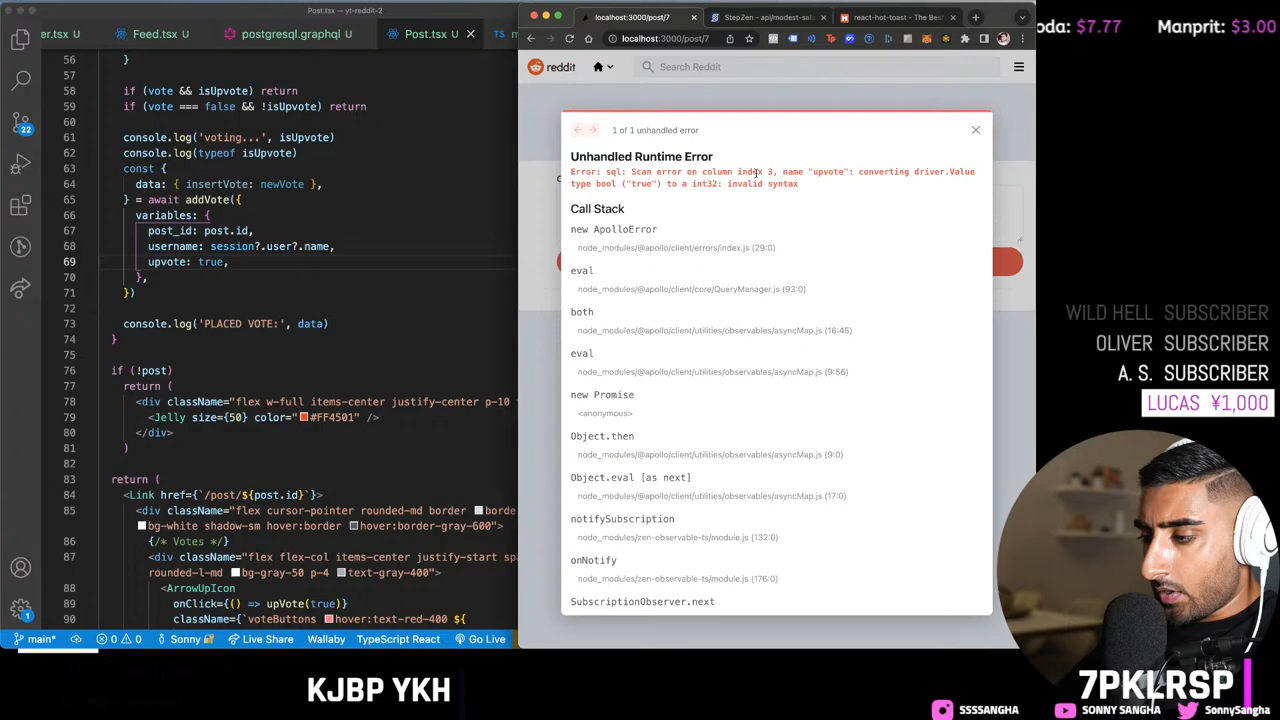 Post.tsx — yt-reddit-2
er.tsx U
Feed.tsx U
postgresql.graphql U
Post.tsx U
56 }
57
58 if (vote && isUpvote) return
59 if (vote === false && !isUpvote) return
60
61 console.log('voting...', isUpvote)
62 console.log(typeof isUpvote)
63 const {
64 data: { insertVote: newVote },
65 } = await addVote({
66 variables: {
67 post_id: post.id,
68 username: session?.user?.name,
69 upvote: true,
70 },
71 })
72
73 console.log('PLACED VOTE:', data)
74 }
75
76 if (!post)
77 return (
78 <div className="flex w-full items-center justify-center p-10
79 <Jelly size={50} color="#FF4501" />
80 </div>
81 )
82
83 return (
84 <Link href={`/post/${post.id}`}>
85 <div className="flex cursor-pointer rounded-md border borde
bg-white shadow-sm hover:border hover:border-gray-600">
86 {/* Votes */}
87 <div className="flex flex-col items-center justify-start spa
rounded-l-md bg-gray-50 p-4 text-gray-400">
88 <ArrowUpIcon
89 onClick={() => upVote(true)}
90 className={`voteButtons hover:text-red-400 ${
22
1
main*
0 0
Sonny
Live Share
Wallaby
TypeScript React
Go Live
localhost:3000/post/7
StepZen - api/modest-sal
react-hot-toast - The Bes
localhost:3000/post/7
reddit
Search Reddit
1 of 1 unhandled error
Unhandled Runtime Error
Error: sql: Scan error on column index 3, name "upvote": converting driver.Value
type bool ("true") to a int32: invalid syntax
Call Stack
new ApolloError
node_modules/@apollo/client/errors/index.js (29:0)
eval
node_modules/@apollo/client/core/QueryManager.js (93:0)
both
node_modules/@apollo/client/utilities/observables/asyncMap.js (16:45)
eval
node_modules/@apollo/client/utilities/observables/asyncMap.js (9:56)
new Promise
<anonymous>
Object.then
node_modules/@apollo/client/utilities/observables/asyncMap.js (9:0)
Object.eval [as next]
node_modules/@apollo/client/utilities/observables/asyncMap.js (17:0)
notifySubscription
node_modules/zen-observable-ts/module.js (132:0)
onNotify
node_modules/zen-observable-ts/module.js (176:0)
SubscriptionObserver.next
oda: $7.77 Manprit: $3.00
WILD HELL SUBSCRIBER
OLIVER SUBSCRIBER
A. S. SUBSCRIBER
LUCAS ¥1,000
KJBP YKH
7PKLRSP
SSSSANGHA
SONNY SANGHA
SonnySangha